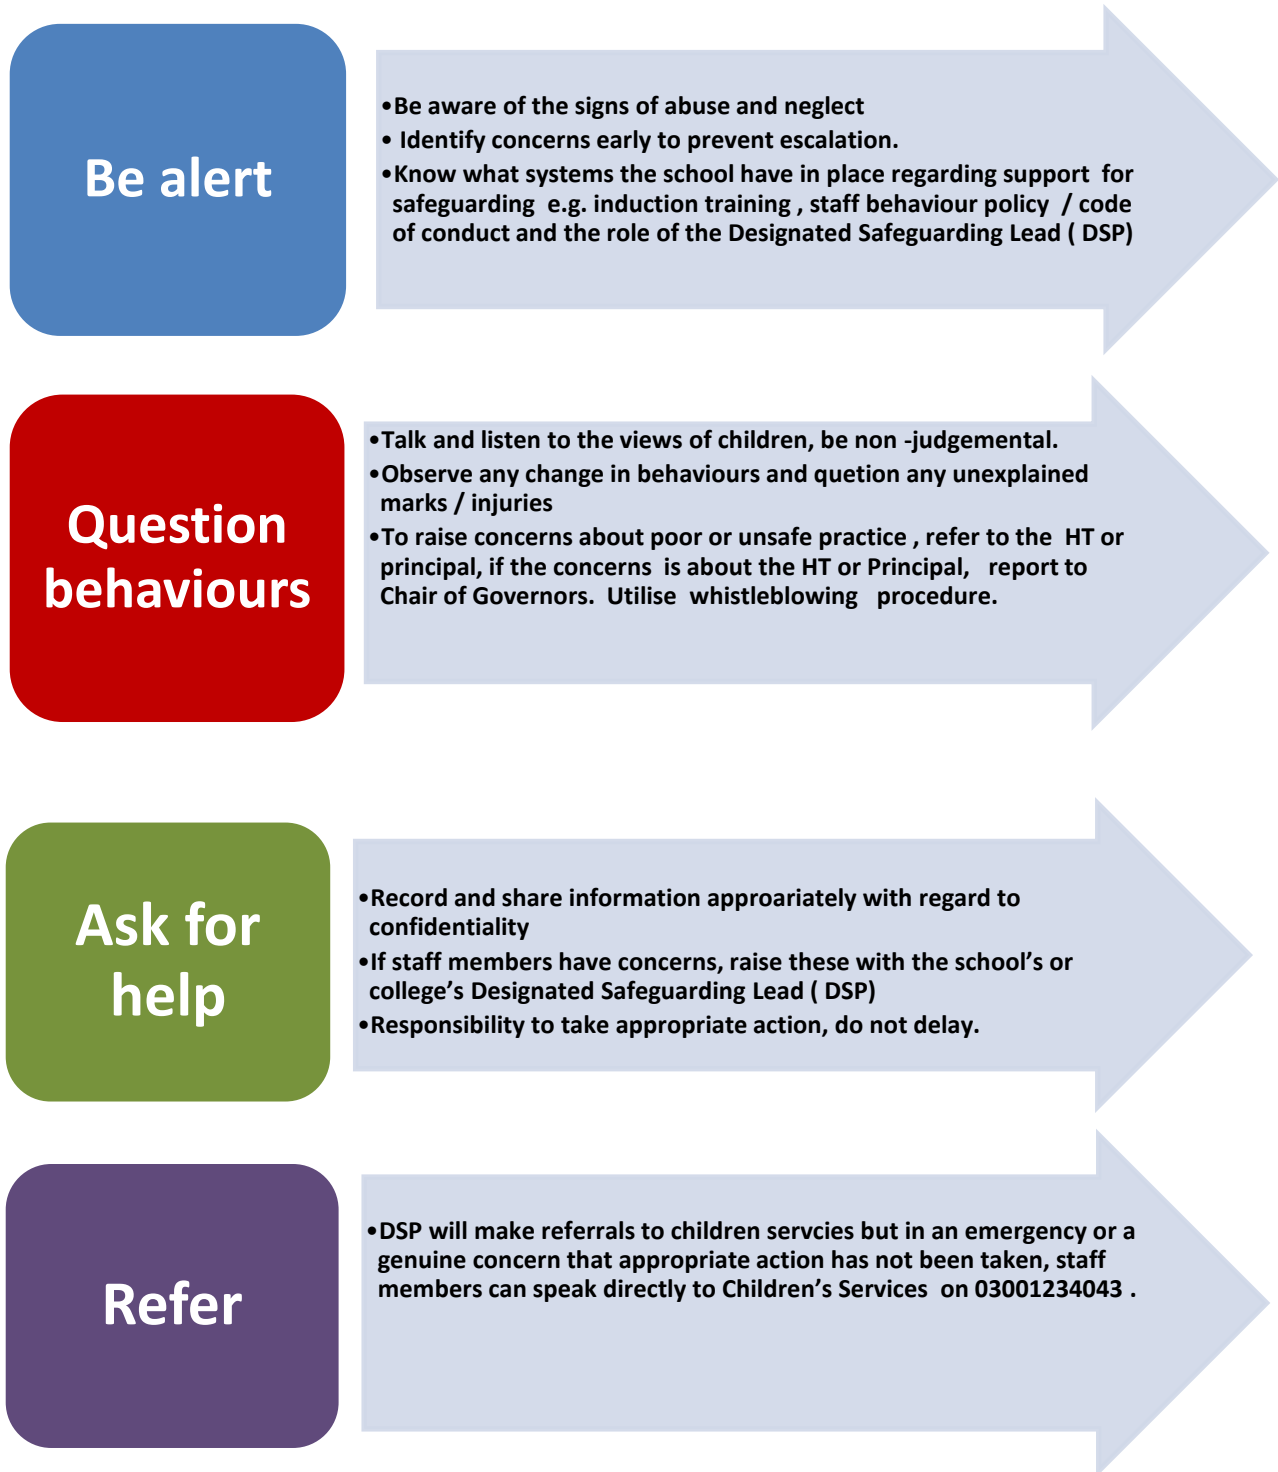 Be alert
•Be aware of the signs of abuse and neglect
• Identify concerns early to prevent escalation.
•Know what systems the school have in place regarding support for
safeguarding e.g. induction training , staff behaviour policy / code
of conduct and the role of the Designated Safeguarding Lead ( DSP)
Question
behaviours
•Talk and listen to the views of children, be non -judgemental.
•Observe any change in behaviours and quetion any unexplained
marks / injuries
•To raise concerns about poor or unsafe practice , refer to the HT or
principal, if the concerns is about the HT or Principal, report to
Chair of Governors. Utilise whistleblowing procedure.
Ask for
help
•Record and share information approariately with regard to
confidentiality
•If staff members have concerns, raise these with the school’s or
college’s Designated Safeguarding Lead ( DSP)
•Responsibility to take appropriate action, do not delay.
Refer
•DSP will make referrals to children servcies but in an emergency or a
genuine concern that appropriate action has not been taken, staff
members can speak directly to Children’s Services on 03001234043 .